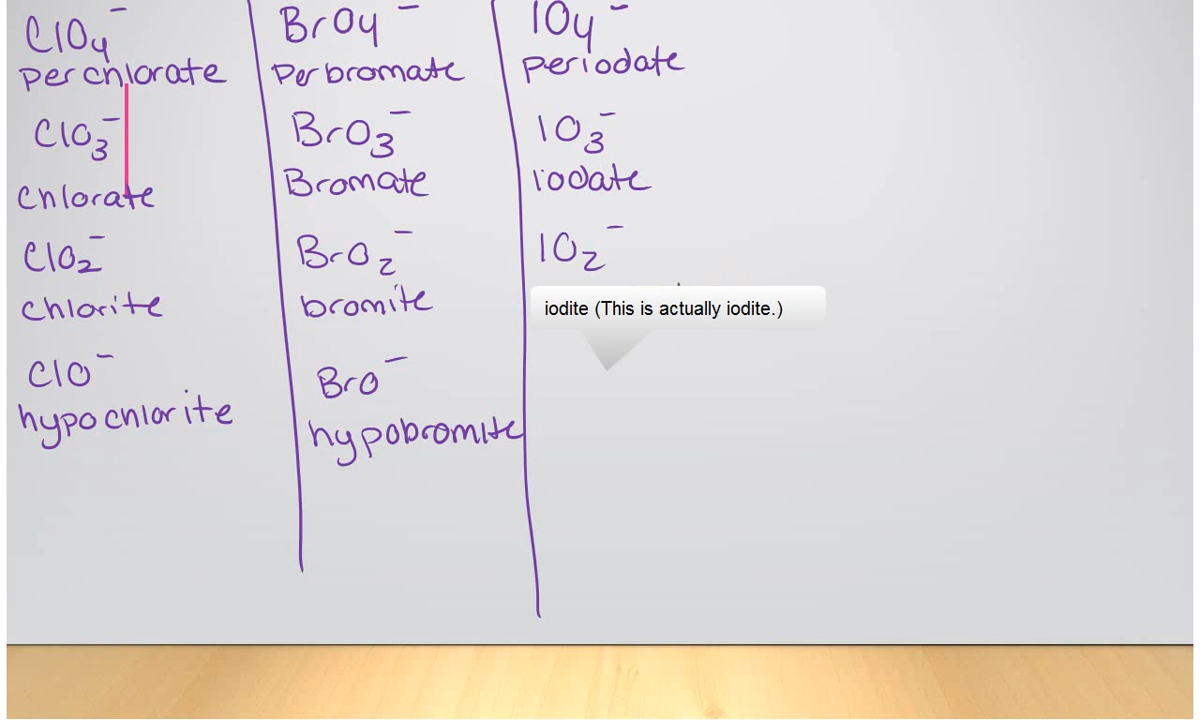 ClO4⁻
perchlorate
ClO3⁻
chlorate
ClO2⁻
chlorite
ClO⁻
hypochlorite
BrO4⁻
Perbromate
BrO3⁻
Bromate
BrO2⁻
bromite
BrO⁻
hypobromite
IO4⁻
periodate
IO3⁻
iodate
IO2⁻
iodite (This is actually iodite.)